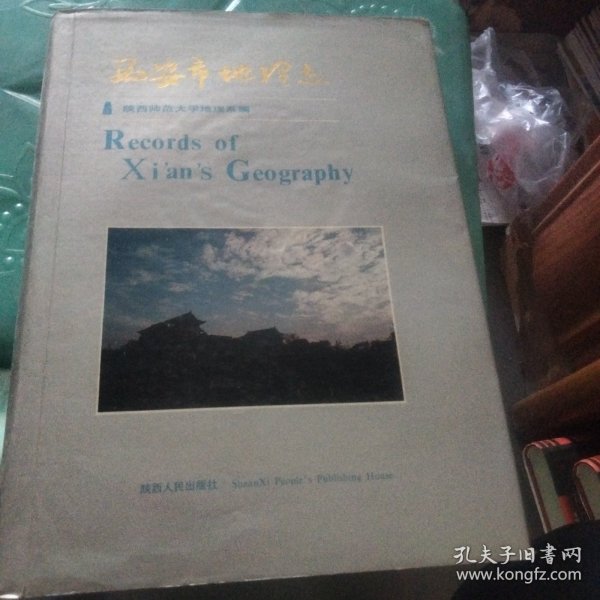 西安市地理志
陕西师范大学地理系编
Records of
Xi'an's Geography
陕西人民出版社 ShaanXi People's Publishing House
孔夫子旧书网
www.kongfz.com